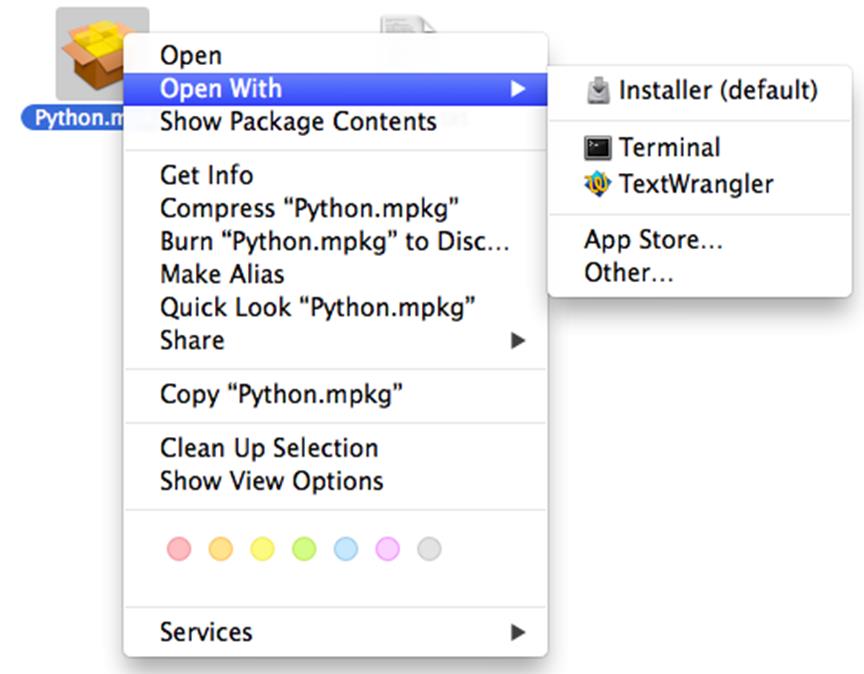 Python.m
Open
Open With
Show Package Contents
Get Info
Compress “Python.mpkg”
Burn “Python.mpkg” to Disc...
Make Alias
Quick Look “Python.mpkg”
Share
Copy “Python.mpkg”
Clean Up Selection
Show View Options
Services
Installer (default)
Terminal
TextWrangler
App Store...
Other...